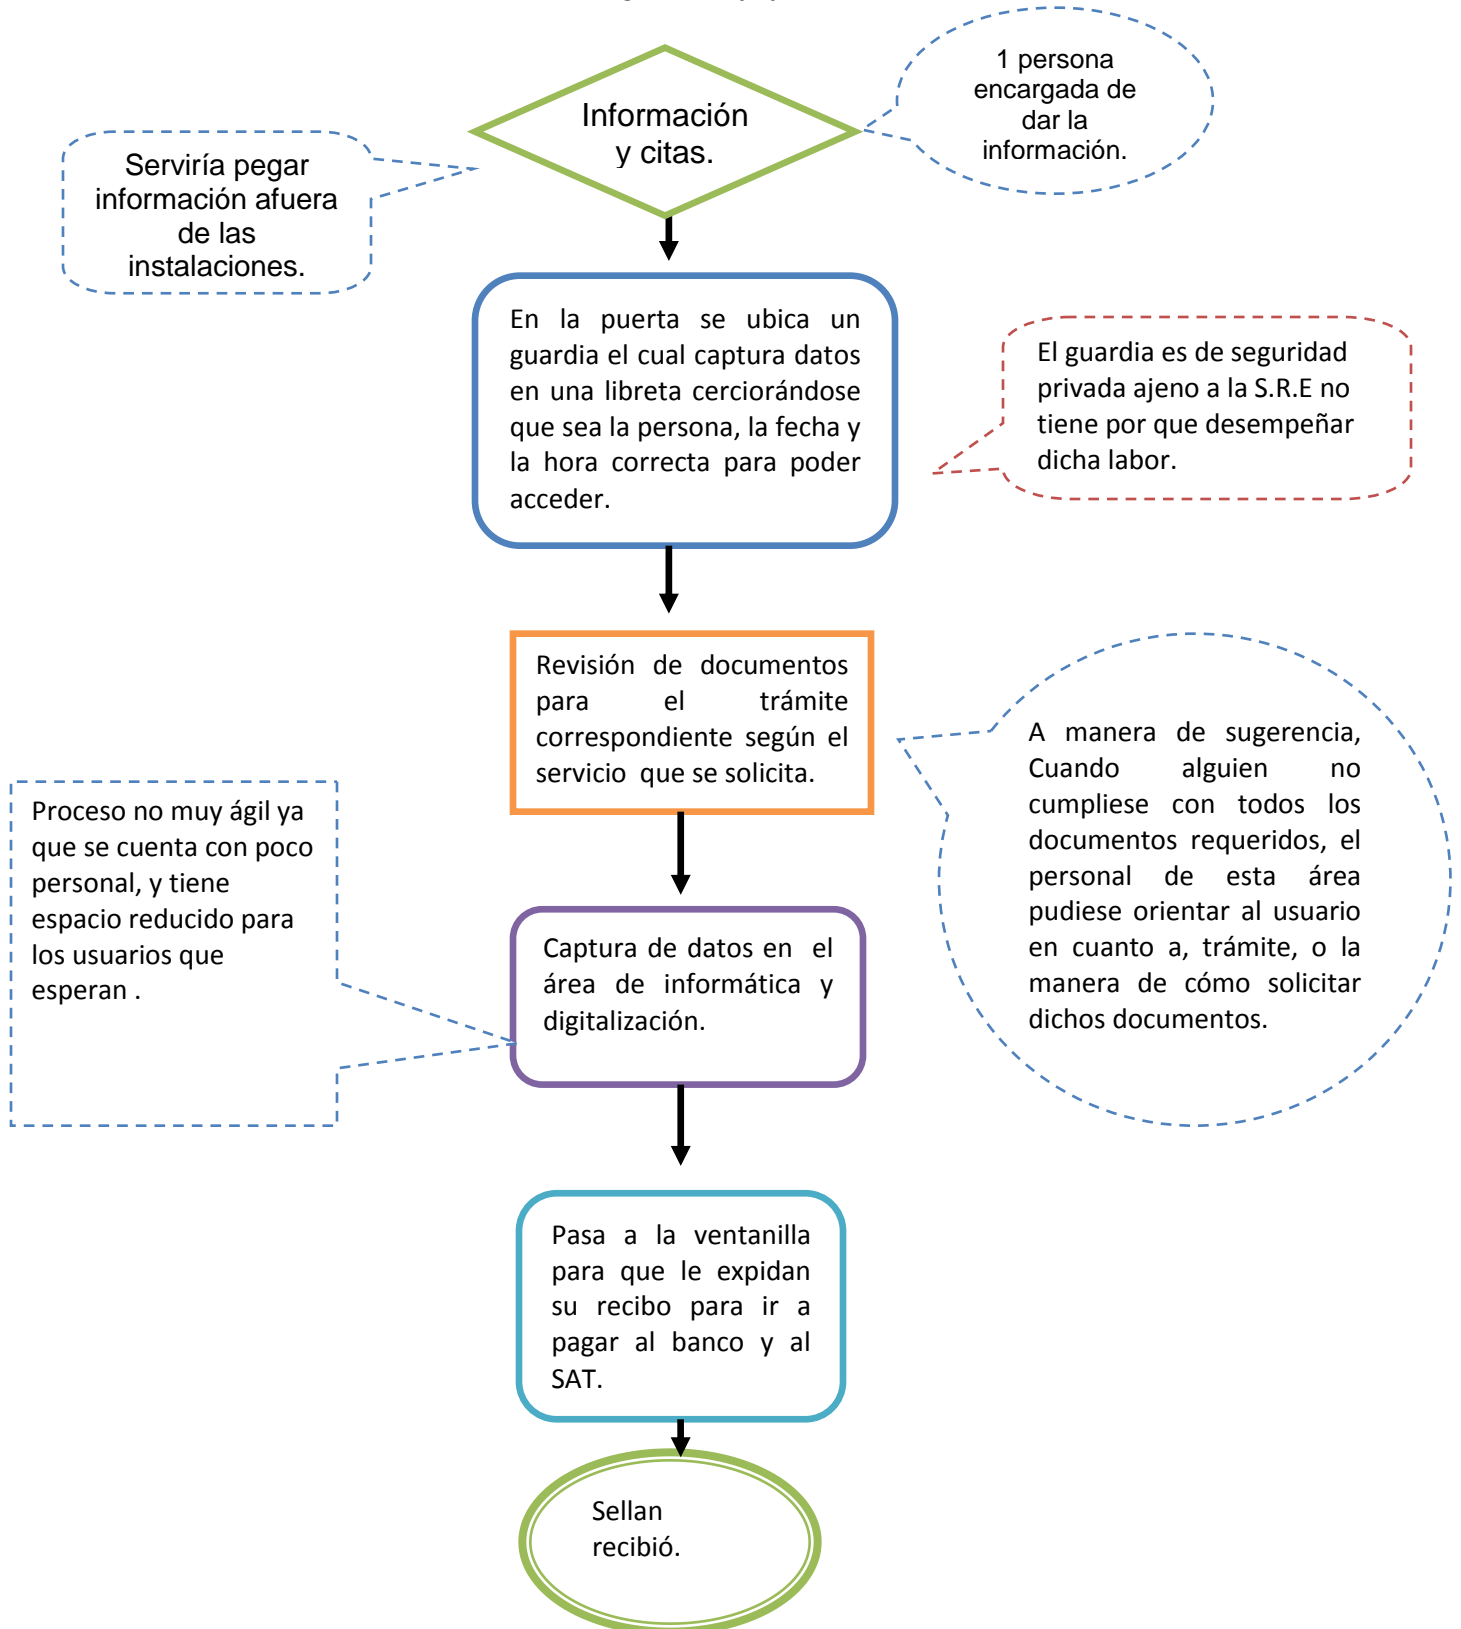 Información
y citas.
1 persona
encargada de
dar la
información.
Serviría pegar
información afuera
de las
instalaciones.
En la puerta se ubica un
guardia el cual captura datos
en una libreta cerciorándose
que sea la persona, la fecha y
la hora correcta para poder
acceder.
El guardia es de seguridad
privada ajeno a la S.R.E no
tiene por que desempeñar
dicha labor.
Revisión de documentos
para el trámite
correspondiente según el
servicio que se solicita.
A manera de sugerencia,
Cuando alguien no
cumpliese con todos los
documentos requeridos, el
personal de esta área
pudiese orientar al usuario
en cuanto a, trámite, o la
manera de cómo solicitar
dichos documentos.
Proceso no muy ágil ya
que se cuenta con poco
personal, y tiene
espacio reducido para
los usuarios que
esperan .
Captura de datos en el
área de informática y
digitalización.
Pasa a la ventanilla
para que le expidan
su recibo para ir a
pagar al banco y al
SAT.
Sellan
recibió.